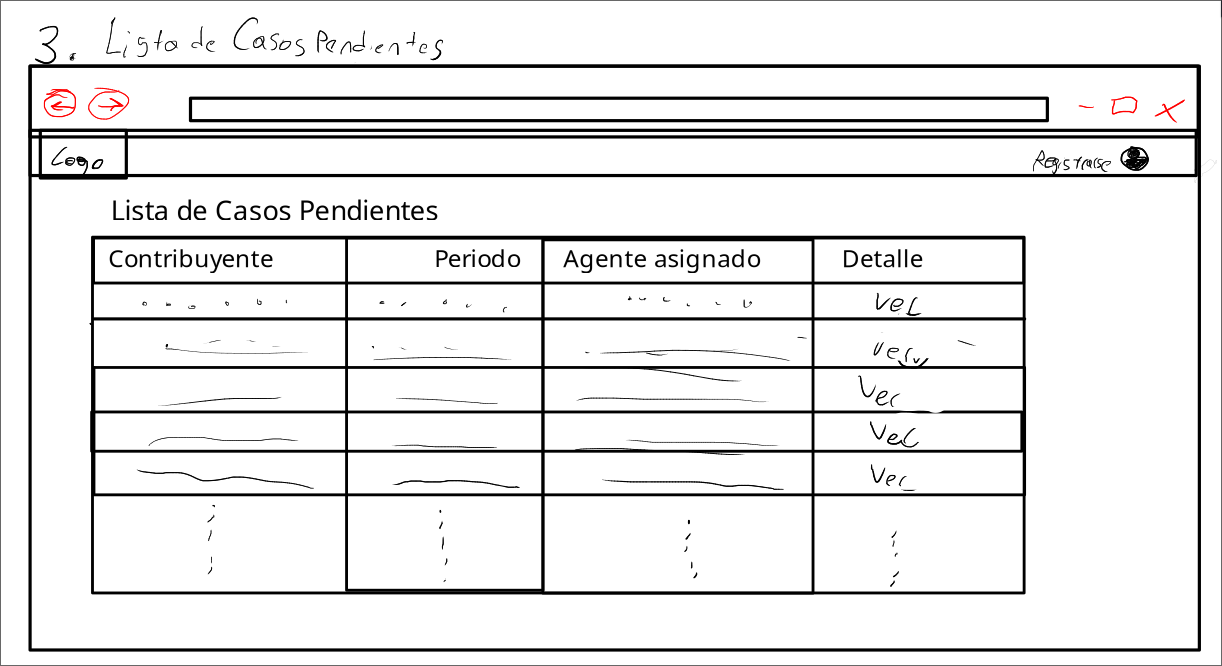 3. Lista de Casos Pendientes
Logo
Registrarse
Lista de Casos Pendientes
Contribuyente Periodo Agente asignado Detalle
Ver
Ver
Ver
Ver
Ver